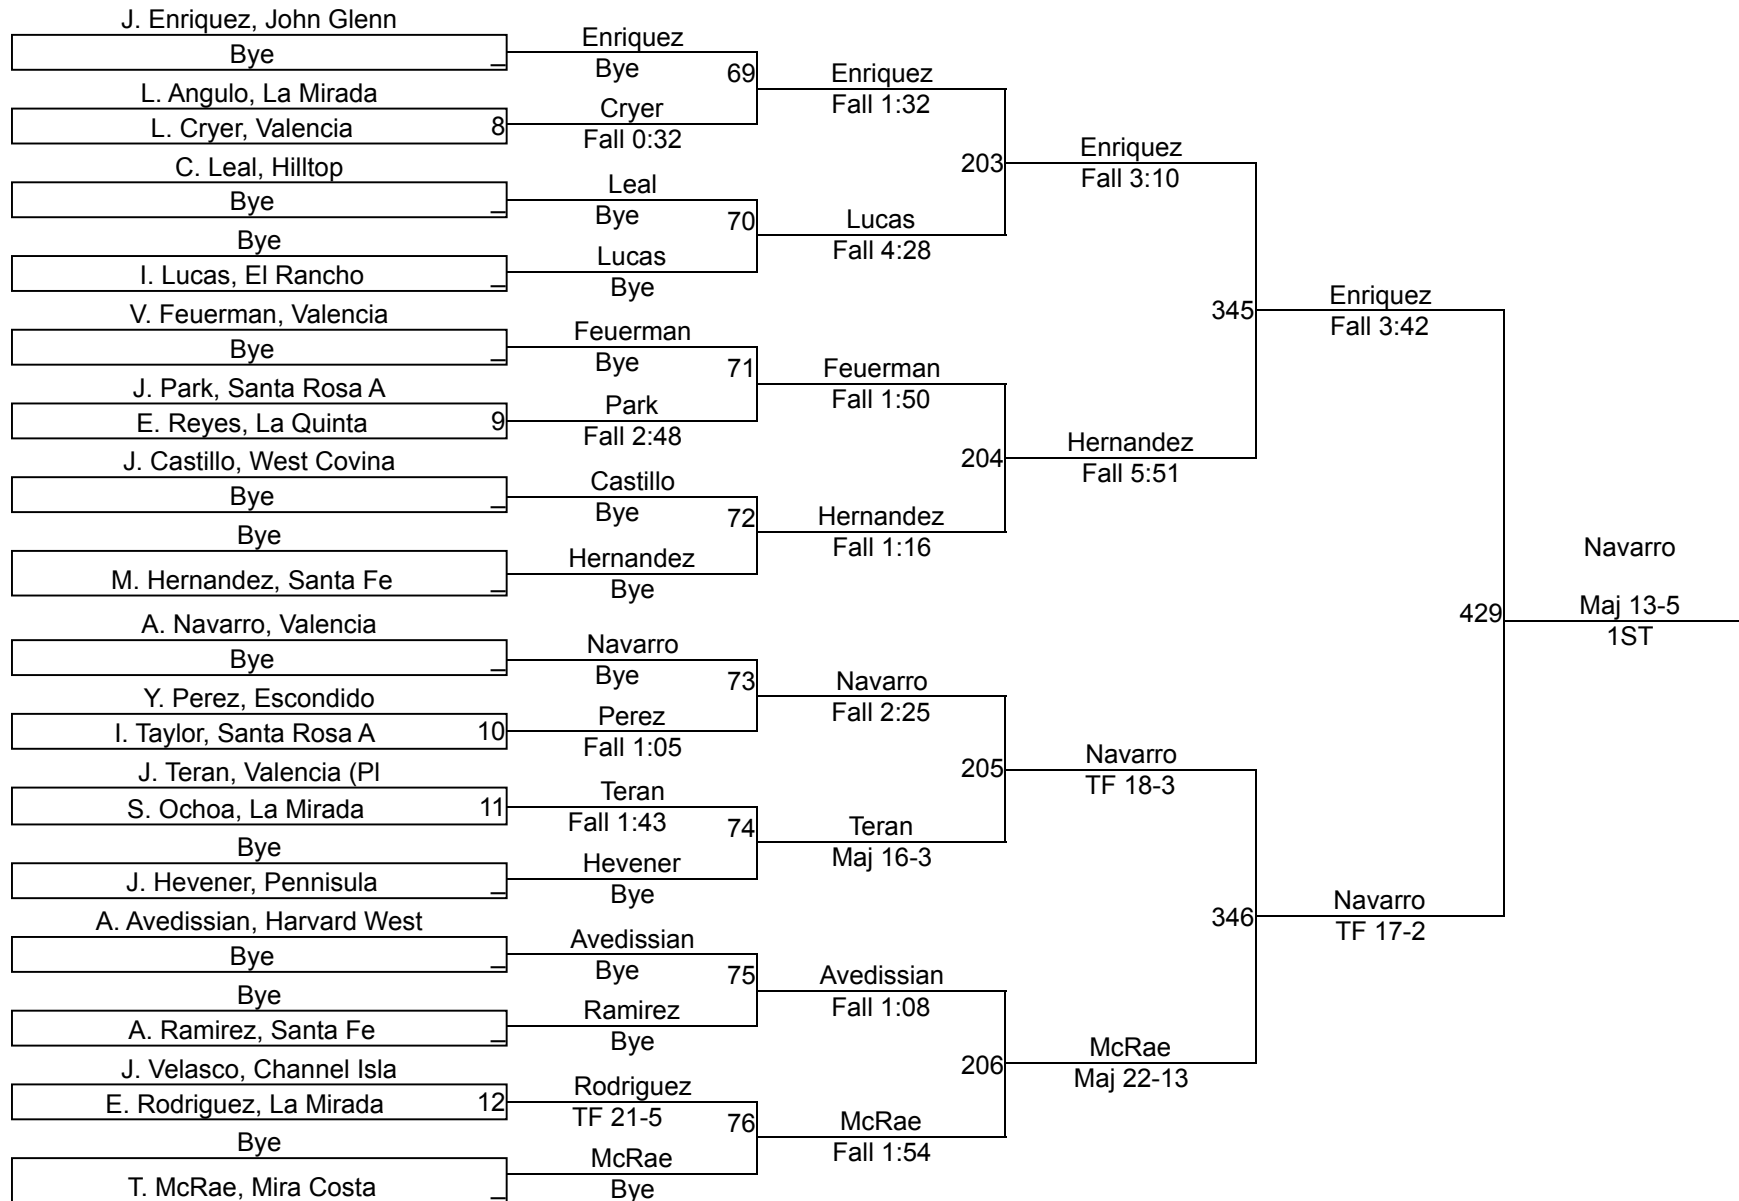 J. Enriquez, John Glenn
Bye _
L. Angulo, La Mirada
L. Cryer, Valencia 8
C. Leal, Hilltop
Bye _
Bye
I. Lucas, El Rancho _
V. Feuerman, Valencia
Bye _
J. Park, Santa Rosa A
E. Reyes, La Quinta 9
J. Castillo, West Covina
Bye _
Bye
M. Hernandez, Santa Fe _
A. Navarro, Valencia
Bye _
Y. Perez, Escondido
I. Taylor, Santa Rosa A 10
J. Teran, Valencia (Pl
S. Ochoa, La Mirada 11
Bye
J. Hevener, Pennisula _
A. Avedissian, Harvard West
Bye _
Bye
A. Ramirez, Santa Fe _
J. Velasco, Channel Isla
E. Rodriguez, La Mirada 12
Bye
T. McRae, Mira Costa _
Enriquez
Bye 69
Cryer
Fall 0:32
Leal
Bye 70
Lucas
Bye
Feuerman
Bye 71
Park
Fall 2:48
Castillo
Bye 72
Hernandez
Bye
Navarro
Bye 73
Perez
Fall 1:05
Teran
Fall 1:43 74
Hevener
Bye
Avedissian
Bye 75
Ramirez
Bye
Rodriguez
TF 21-5 76
McRae
Bye
Enriquez
Fall 1:32
203
Lucas
Fall 4:28
Feuerman
Fall 1:50
204
Hernandez
Fall 1:16
Navarro
Fall 2:25
205
Teran
Maj 16-3
Avedissian
Fall 1:08
206
McRae
Fall 1:54
Enriquez
Fall 3:10
345
Hernandez
Fall 5:51
Navarro
TF 18-3
346
McRae
Maj 22-13
Enriquez
Fall 3:42
429
Navarro
TF 17-2
Navarro
Maj 13-5
1ST